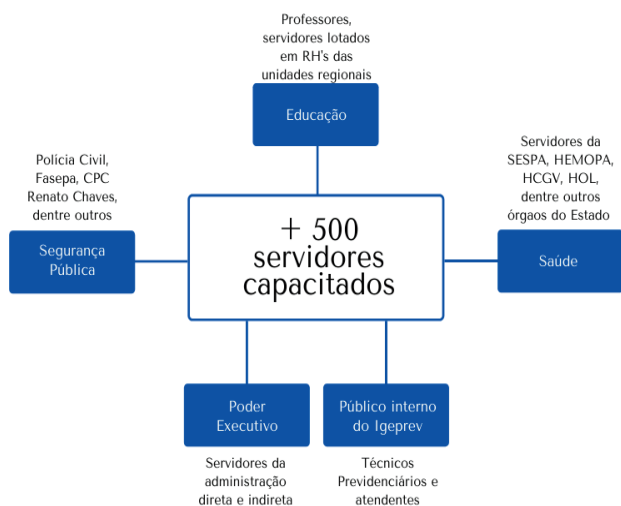 Professores,
servidores lotados
em RH's das
unidades regionais
Educação
Polícia Civil,
Fasepa, CPC
Renato Chaves,
dentre outros
Segurança
Pública
+ 500
servidores
capacitados
Servidores da
SESPA, HEMOPA,
HCGV, HOL,
dentre outros
órgaos do Estado
Saúde
Poder
Executivo
Servidores da
administração
direta e indireta
Público interno
do Igeprev
Técnicos
Previdenciários e
atendentes